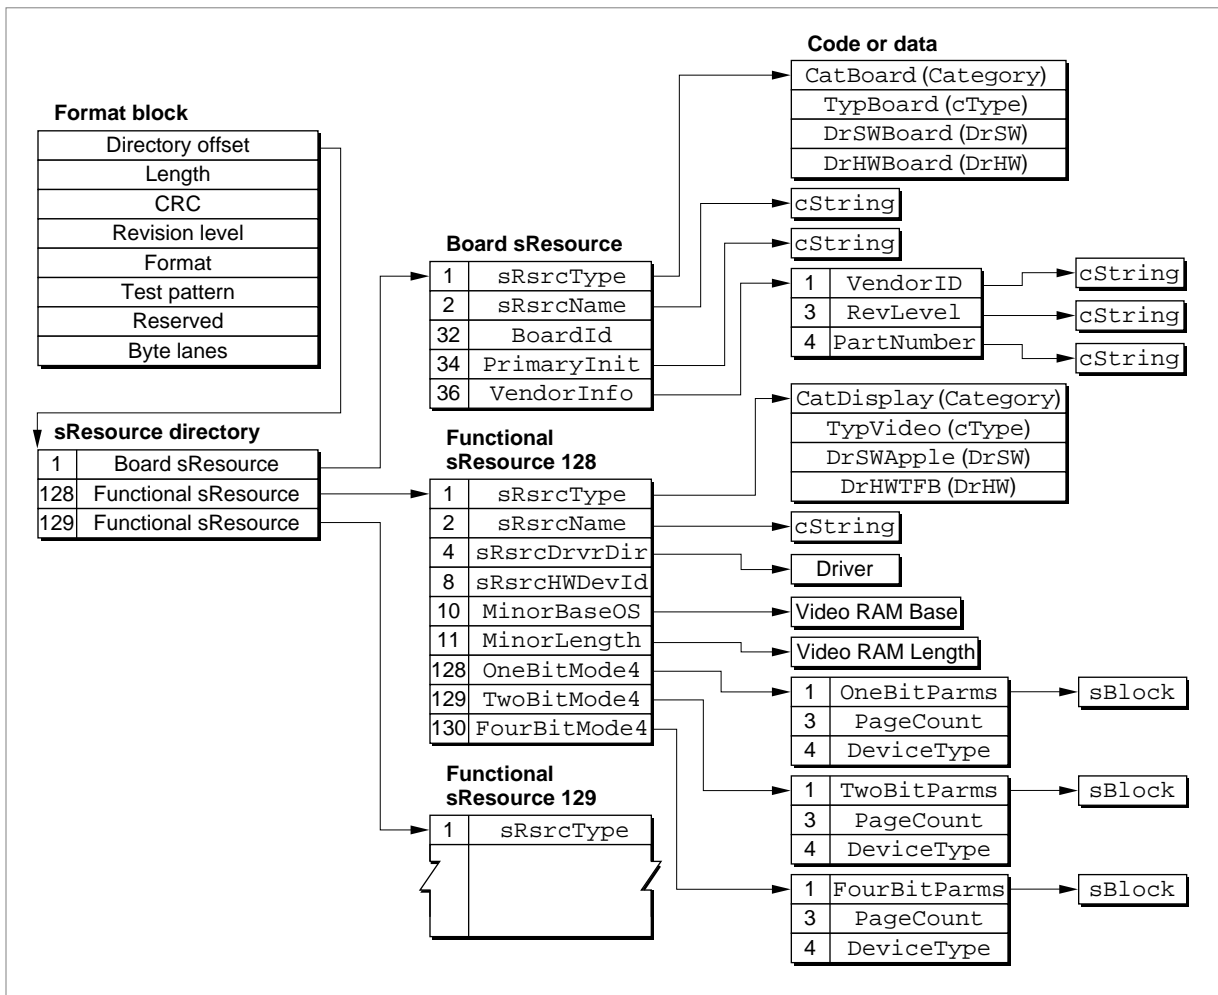 Format block
Directory offset
Length
CRC
Revision level
Format
Test pattern
Reserved
Byte lanes
sResource directory
1 Board sResource
128 Functional sResource
129 Functional sResource
Board sResource
1 sRsrcType
2 sRsrcName
32 BoardId
34 PrimaryInit
36 VendorInfo
Functional
sResource 128
1 sRsrcType
2 sRsrcName
4 sRsrcDrvrDir
8 sRsrcHWDevId
10 MinorBaseOS
11 MinorLength
128 OneBitMode4
129 TwoBitMode4
130 FourBitMode4
Functional
sResource 129
1 sRsrcType
Code or data
CatBoard (Category)
TypBoard (cType)
DrSWBoard (DrSW)
DrHWBoard (DrHW)
cString
cString
1 VendorID
3 RevLevel
4 PartNumber
cString
cString
cString
CatDisplay (Category)
TypVideo (cType)
DrSWApple (DrSW)
DrHWTFB (DrHW)
cString
Driver
Video RAM Base
Video RAM Length
1 OneBitParms
3 PageCount
4 DeviceType
sBlock
1 TwoBitParms
3 PageCount
4 DeviceType
sBlock
1 FourBitParms
3 PageCount
4 DeviceType
sBlock